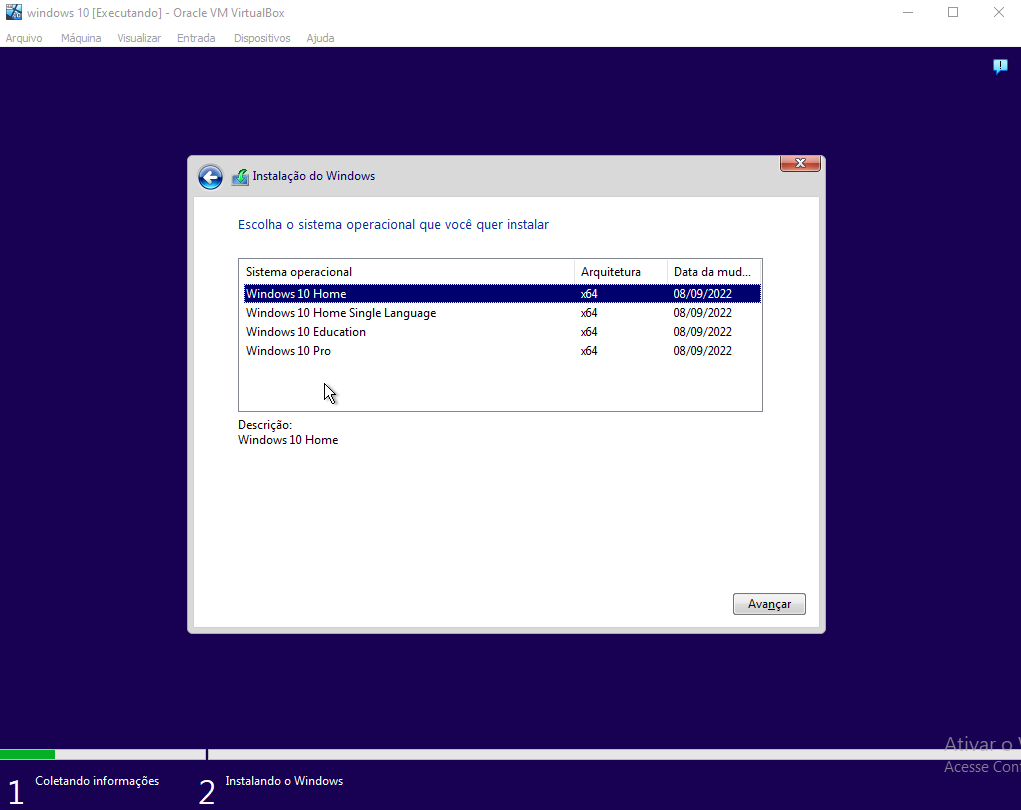 windows 10 [Executando] - Oracle VM VirtualBox
Arquivo Máquina Visualizar Entrada Dispositivos Ajuda
Instalação do Windows
Escolha o sistema operacional que você quer instalar
Sistema operacional Arquitetura Data da mud...
Windows 10 Home x64 08/09/2022
Windows 10 Home Single Language x64 08/09/2022
Windows 10 Education x64 08/09/2022
Windows 10 Pro x64 08/09/2022
Descrição:
Windows 10 Home
Avançar
Ativar o
Acesse
1 Coletando informações 2 Instalando o Windows